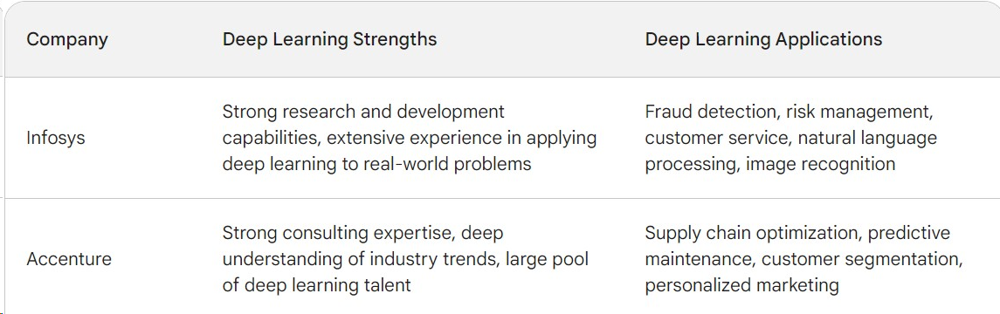 Company
Deep Learning Strengths
Deep Learning Applications
Infosys
Strong research and development
capabilities, extensive experience in applying
deep learning to real-world problems
Fraud detection, risk management,
customer service, natural language
processing, image recognition
Accenture
Strong consulting expertise, deep
understanding of industry trends, large pool
of deep learning talent
Supply chain optimization, predictive
maintenance, customer segmentation,
personalized marketing